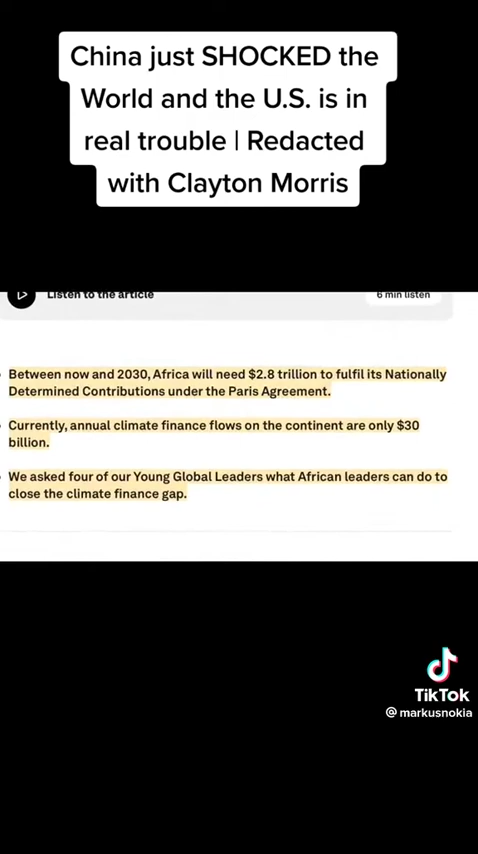 China just SHOCKED the
World and the U.S. is in
real trouble | Redacted
with Clayton Morris
Listen to the article
6 min listen
Between now and 2030, Africa will need $2.8 trillion to fulfil its Nationally
Determined Contributions under the Paris Agreement.
Currently, annual climate finance flows on the continent are only $30
billion.
We asked four of our Young Global Leaders what African leaders can do to
close the climate finance gap.
TikTok
@markusnokia